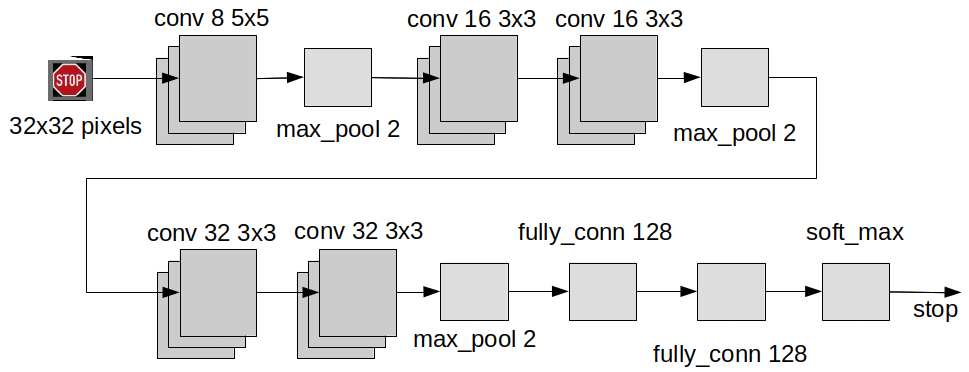 conv 8 5x5
conv 16 3x3
conv 16 3x3
STOP
32x32 pixels
max_pool 2
max_pool 2
conv 32 3x3
conv 32 3x3
fully_conn 128
soft_max
stop
max_pool 2
fully_conn 128